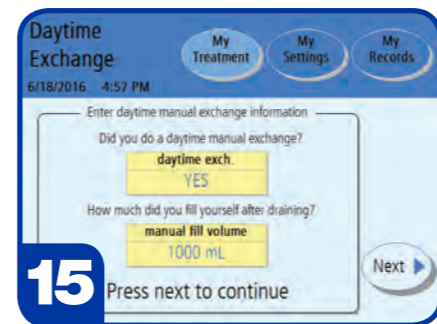 Daytime
Exchange
6/18/2016 4:57 PM
My
Treatment
My
Settings
My
Records
Enter daytime manual exchange information
Did you do a daytime manual exchange?
daytime exch.
YES
How much did you fill yourself after draining?
manual fill volume
1000 mL
Next
15
Press next to continue